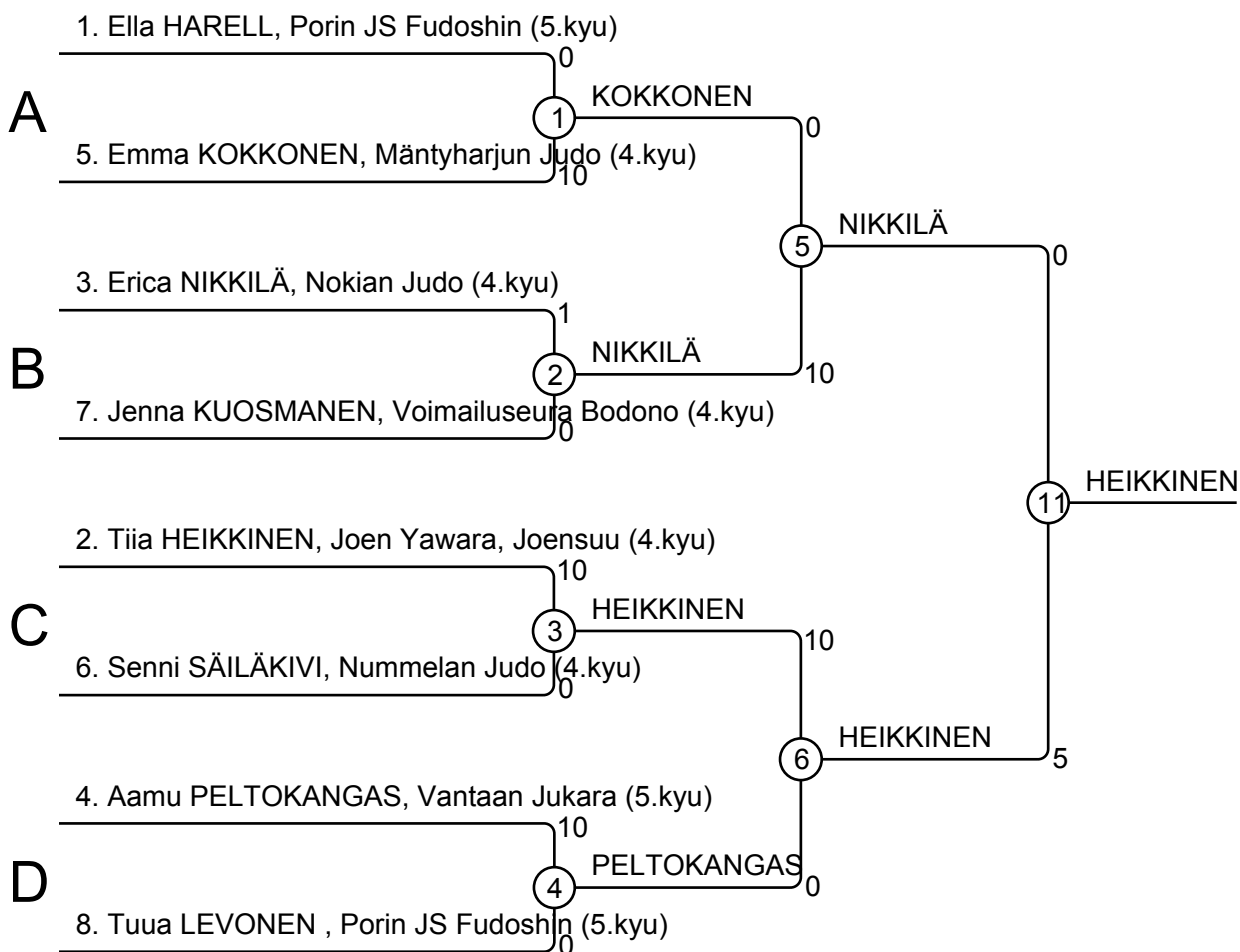 1. Ella HARELL, Porin JS Fudoshin (5.kyu)
0
A
1
KOKKONEN
0
5. Emma KOKKONEN, Mäntyharjun Judo (4.kyu)
10
5
NIKKILÄ
0
3. Erica NIKKILÄ, Nokian Judo (4.kyu)
1
B
2
NIKKILÄ
10
7. Jenna KUOSMANEN, Voimailuseura Bodono (4.kyu)
0
11
HEIKKINEN
2. Tiia HEIKKINEN, Joen Yawara, Joensuu (4.kyu)
10
C
3
HEIKKINEN
10
6. Senni SÄILÄKIVI, Nummelan Judo (4.kyu)
0
6
HEIKKINEN
5
4. Aamu PELTOKANGAS, Vantaan Jukara (5.kyu)
10
D
4
PELTOKANGAS
0
8. Tuua LEVONEN , Porin JS Fudoshin (5.kyu)
0